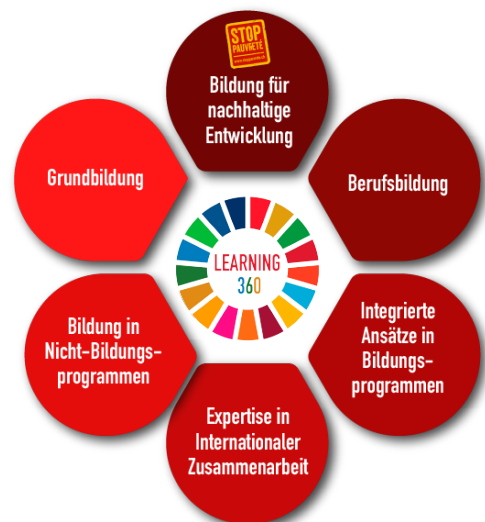 STOP
PAUVRETE
Bildung für
nachhaltige
Entwicklung
Grundbildung
Berufsbildung
LEARNING
360
Bildung in
Nicht-Bildungs-
programmen
Integrierte
Ansätze in
Bildungs-
programmen
Expertise in
Internationaler
Zusammenarbeit